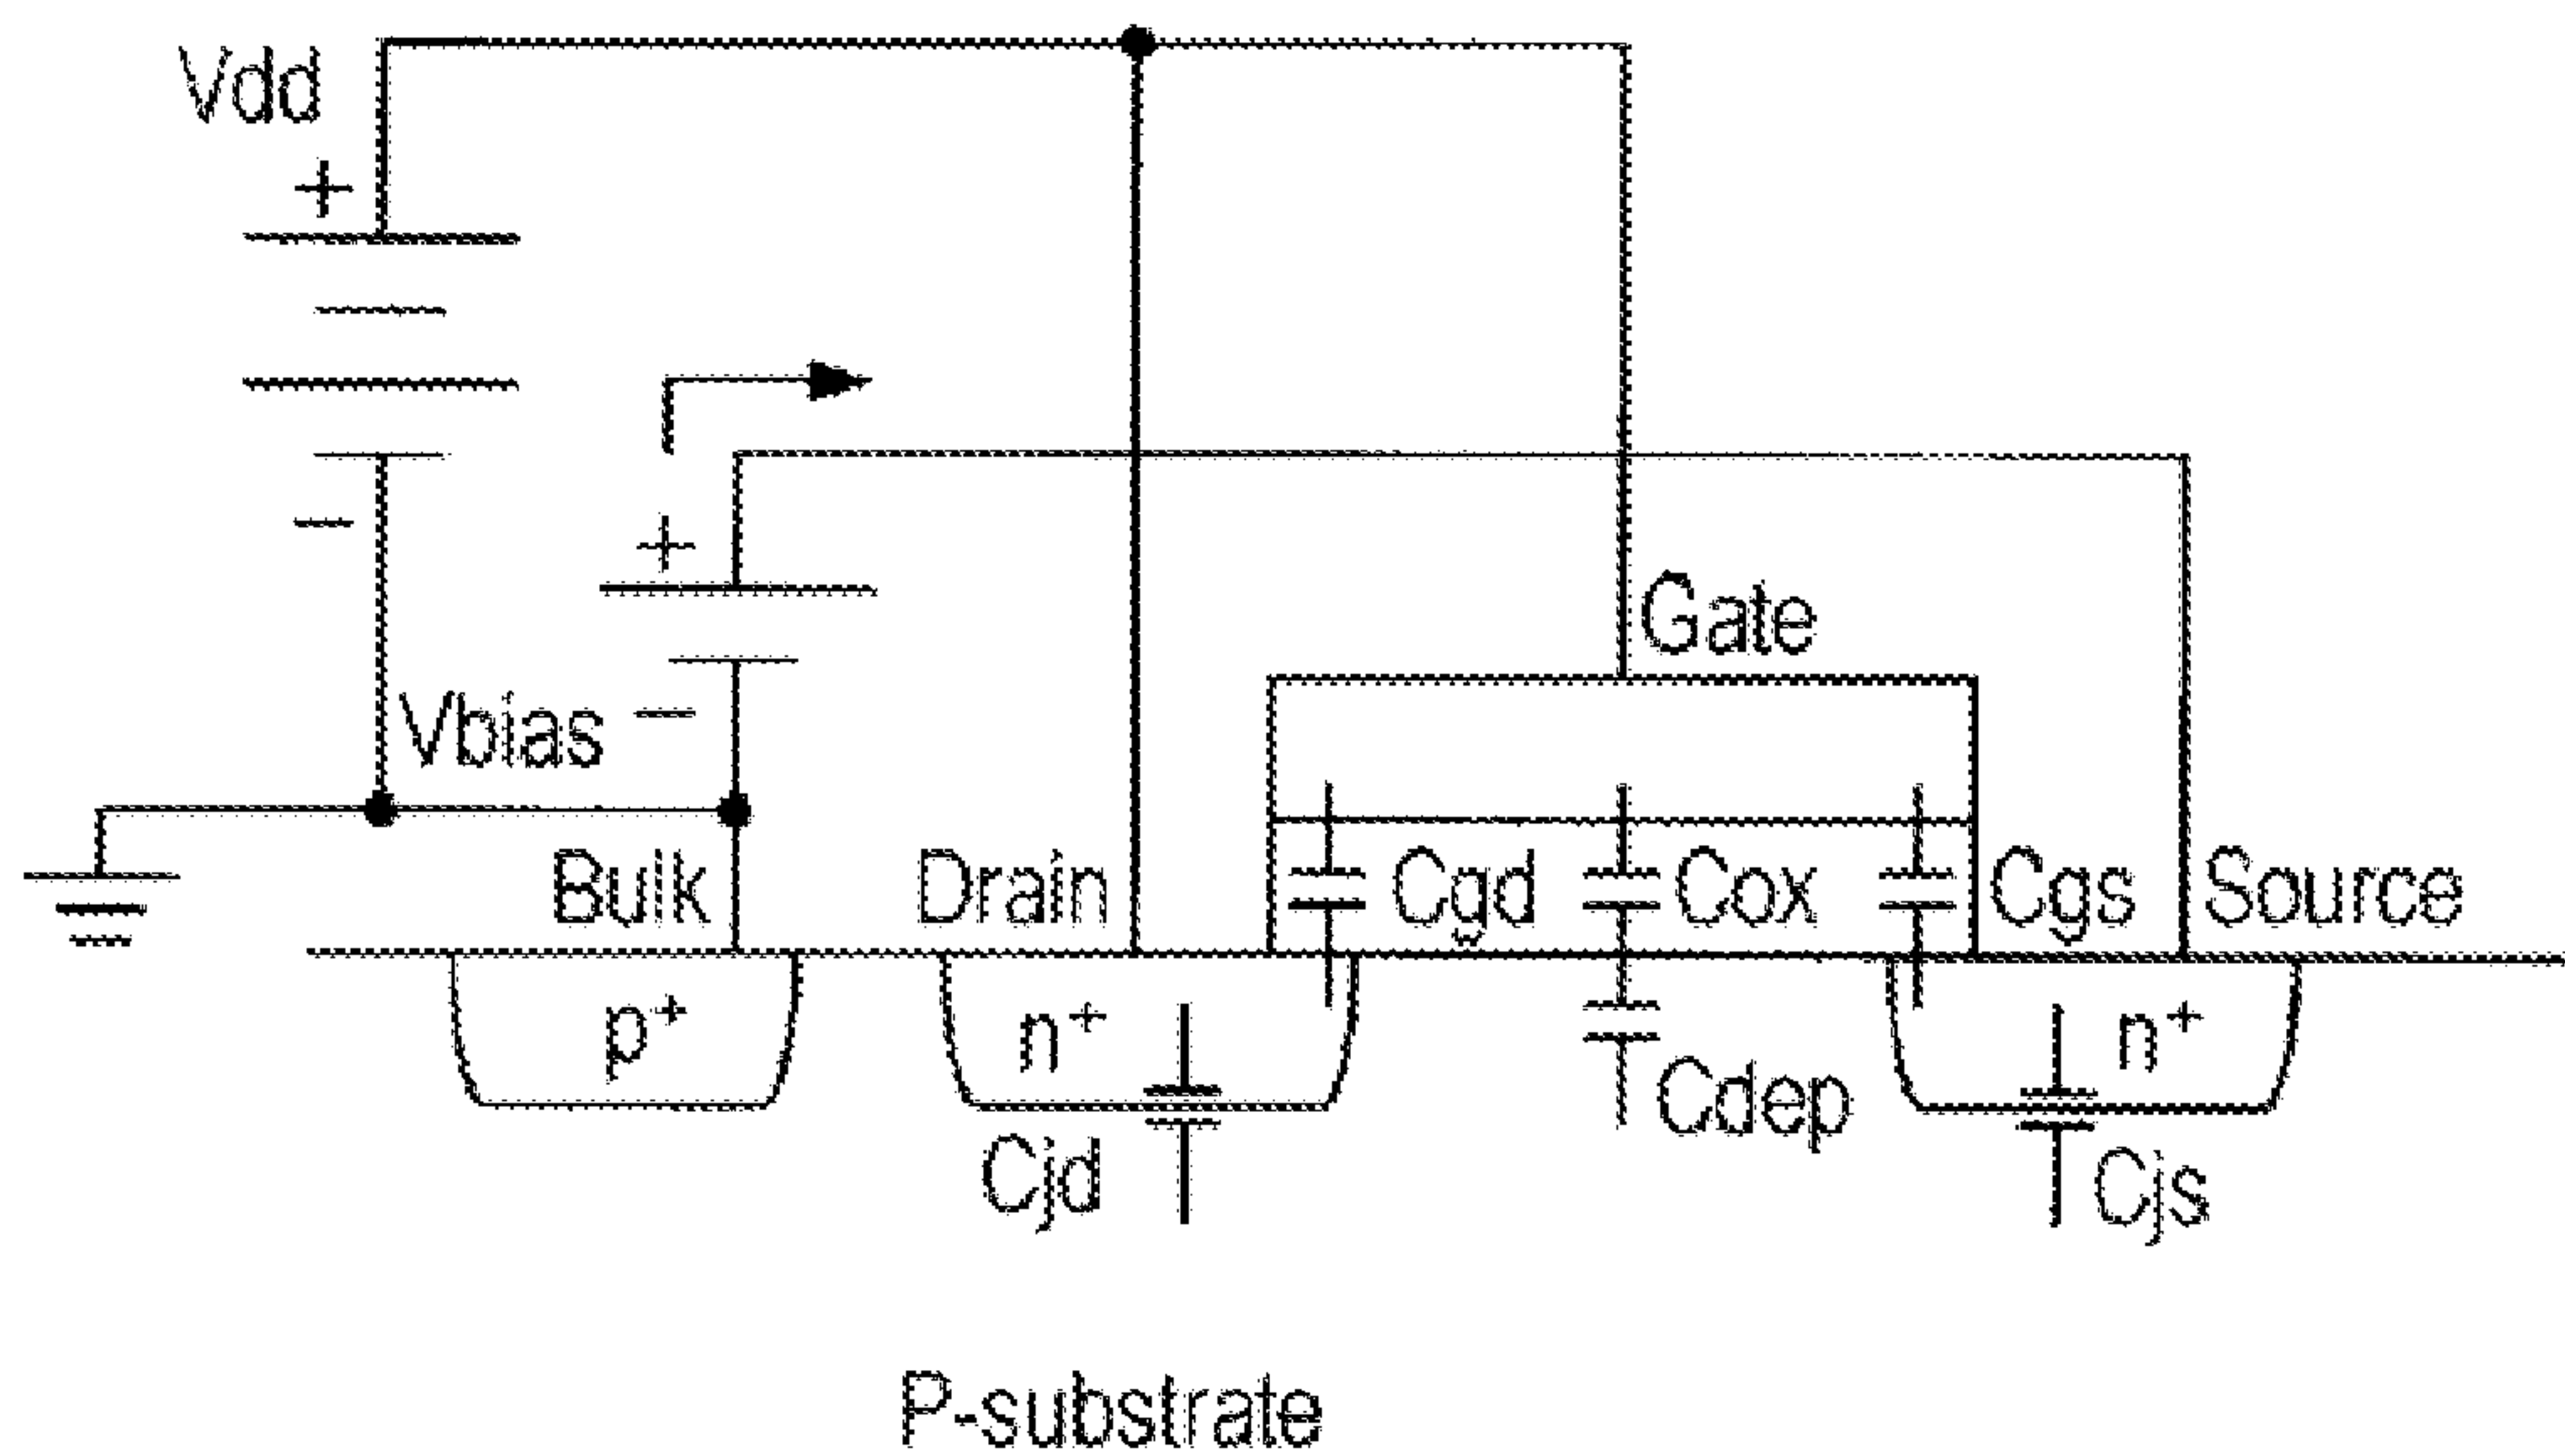 Vdd
+
−
+
Vbias −
Gate
Bulk
Drain
Cgd
Cox
Cgs
Source
p+
n+
n+
Cdep
Cjd
Cjs
P-substrate